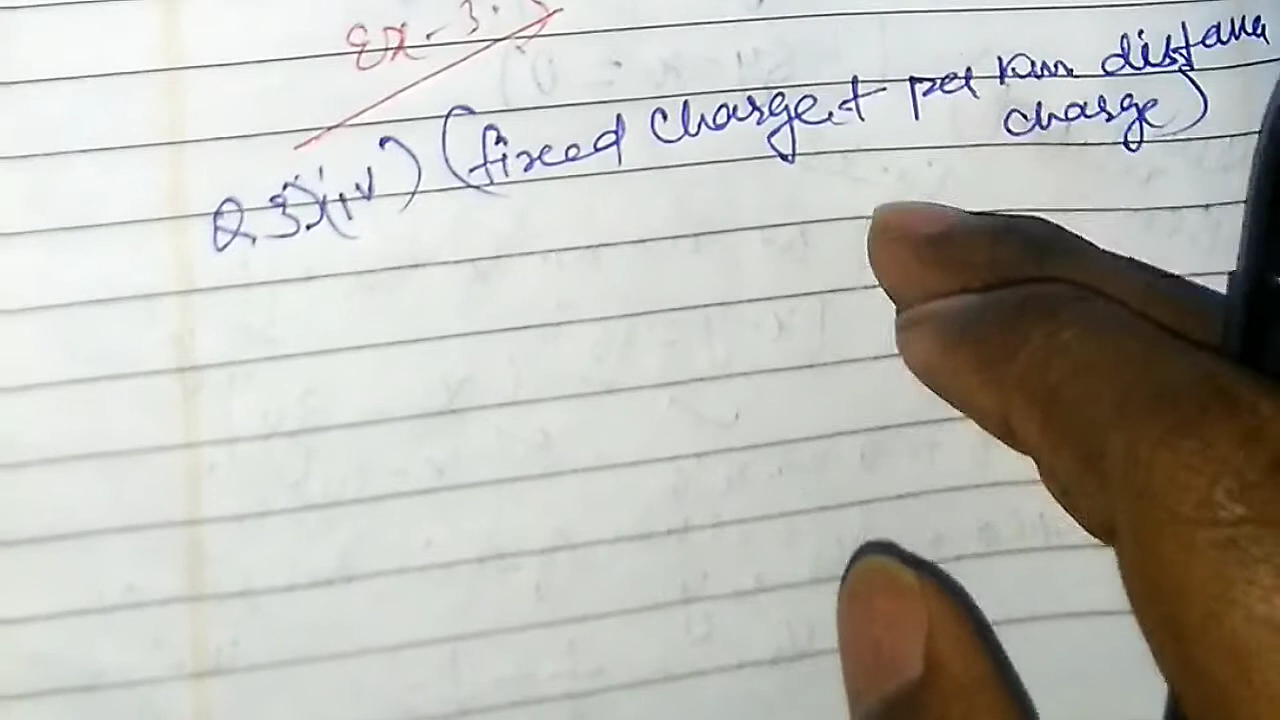 Ex-3.
Q.3)(iv) (fixed charge + per km distance
charge)